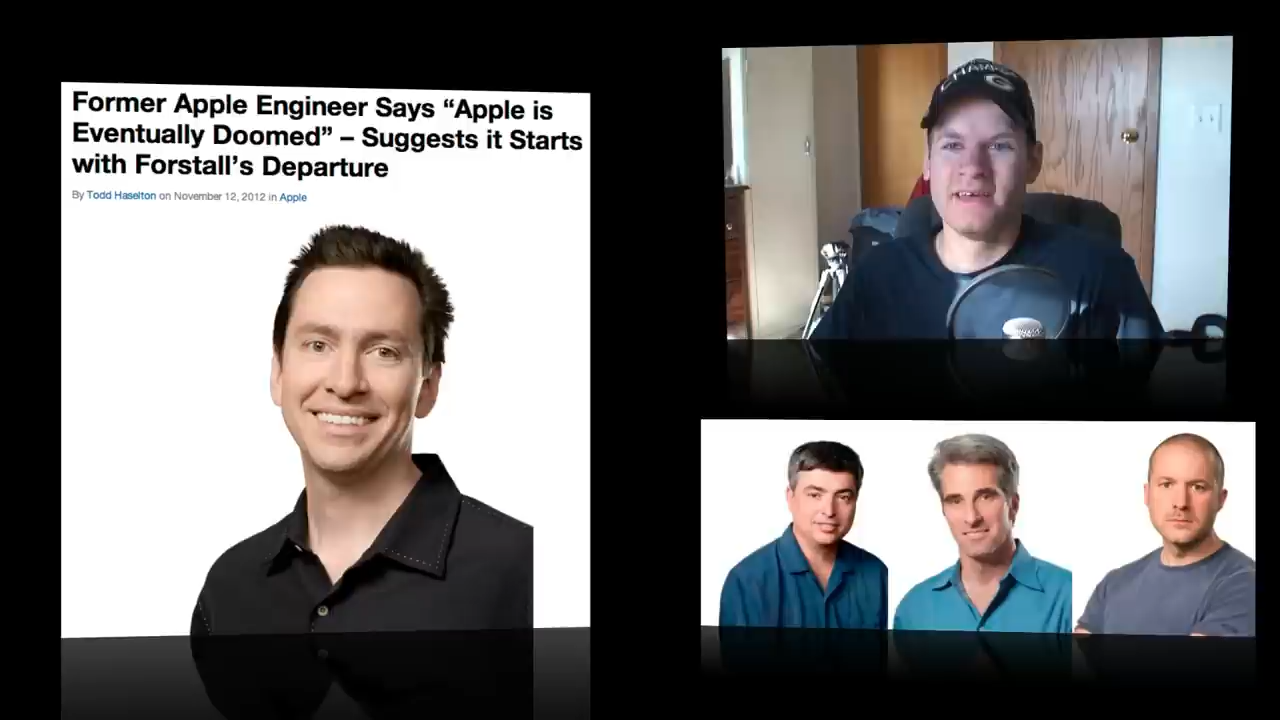 Former Apple Engineer Says “Apple is
Eventually Doomed” – Suggests it Starts
with Forstall’s Departure
By Todd Haselton on November 12, 2012 in Apple